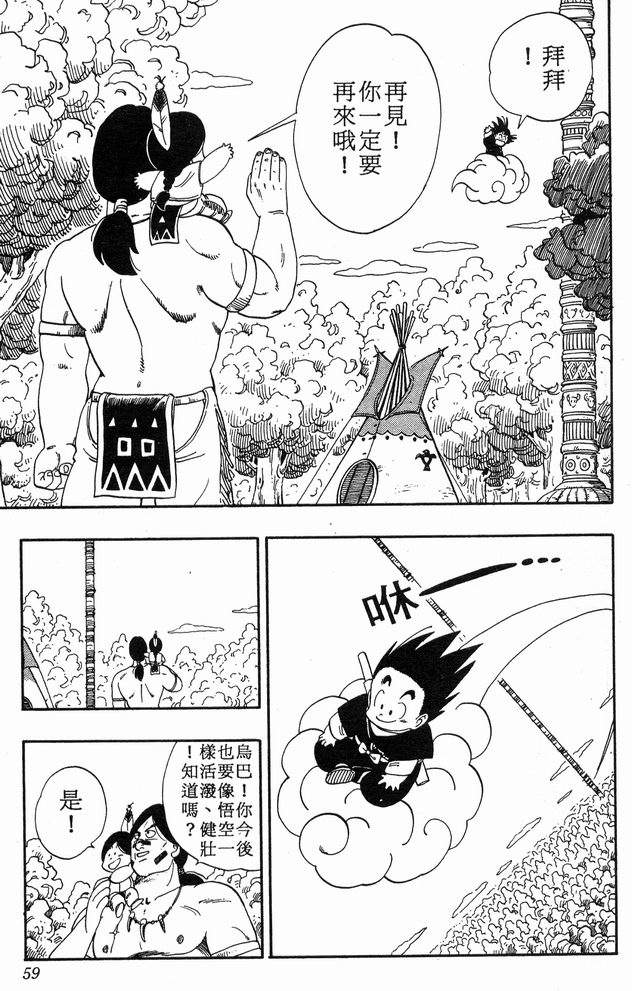 拜拜
！
再見！
你一定要
再來哦！
咻
烏巴！你今後
也要像悟空一
樣活潑、健壯
！知道嗎？
是！
59